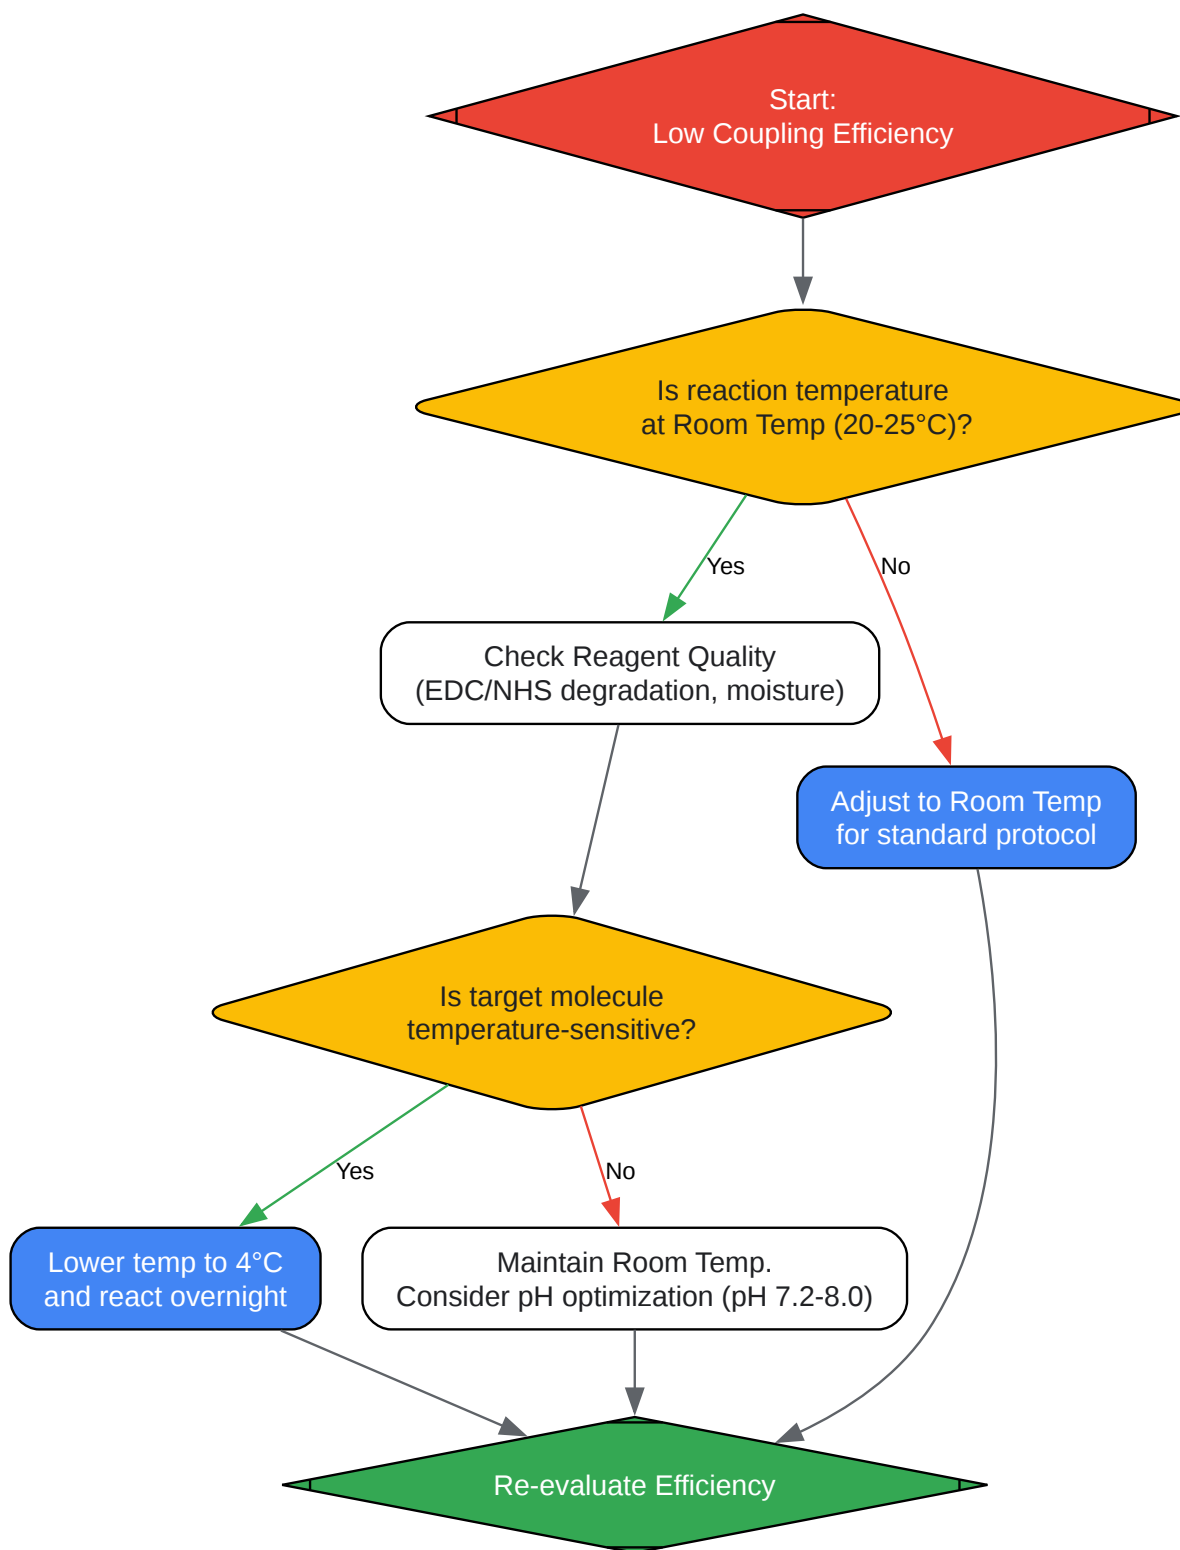 Start:
Low Coupling Efficiency
Is reaction temperature
at Room Temp (20-25°C)?
Yes
No
Check Reagent Quality
(EDC/NHS degradation, moisture)
Adjust to Room Temp
for standard protocol
Is target molecule
temperature-sensitive?
Yes
No
Lower temp to 4°C
and react overnight
Maintain Room Temp.
Consider pH optimization (pH 7.2-8.0)
Re-evaluate Efficiency